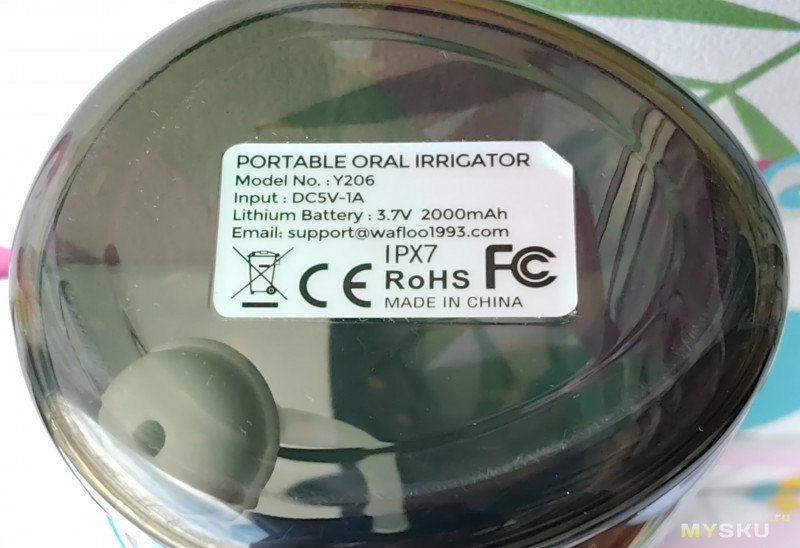 PORTABLE ORAL IRRIGATOR
Model No. : Y206
Input : DC5V-1A
Lithium Battery : 3.7V 2000mAh
Email: support@wafloo1993.com
IPX7
CE RoHS FC
MADE IN CHINA
MYSKU.ru